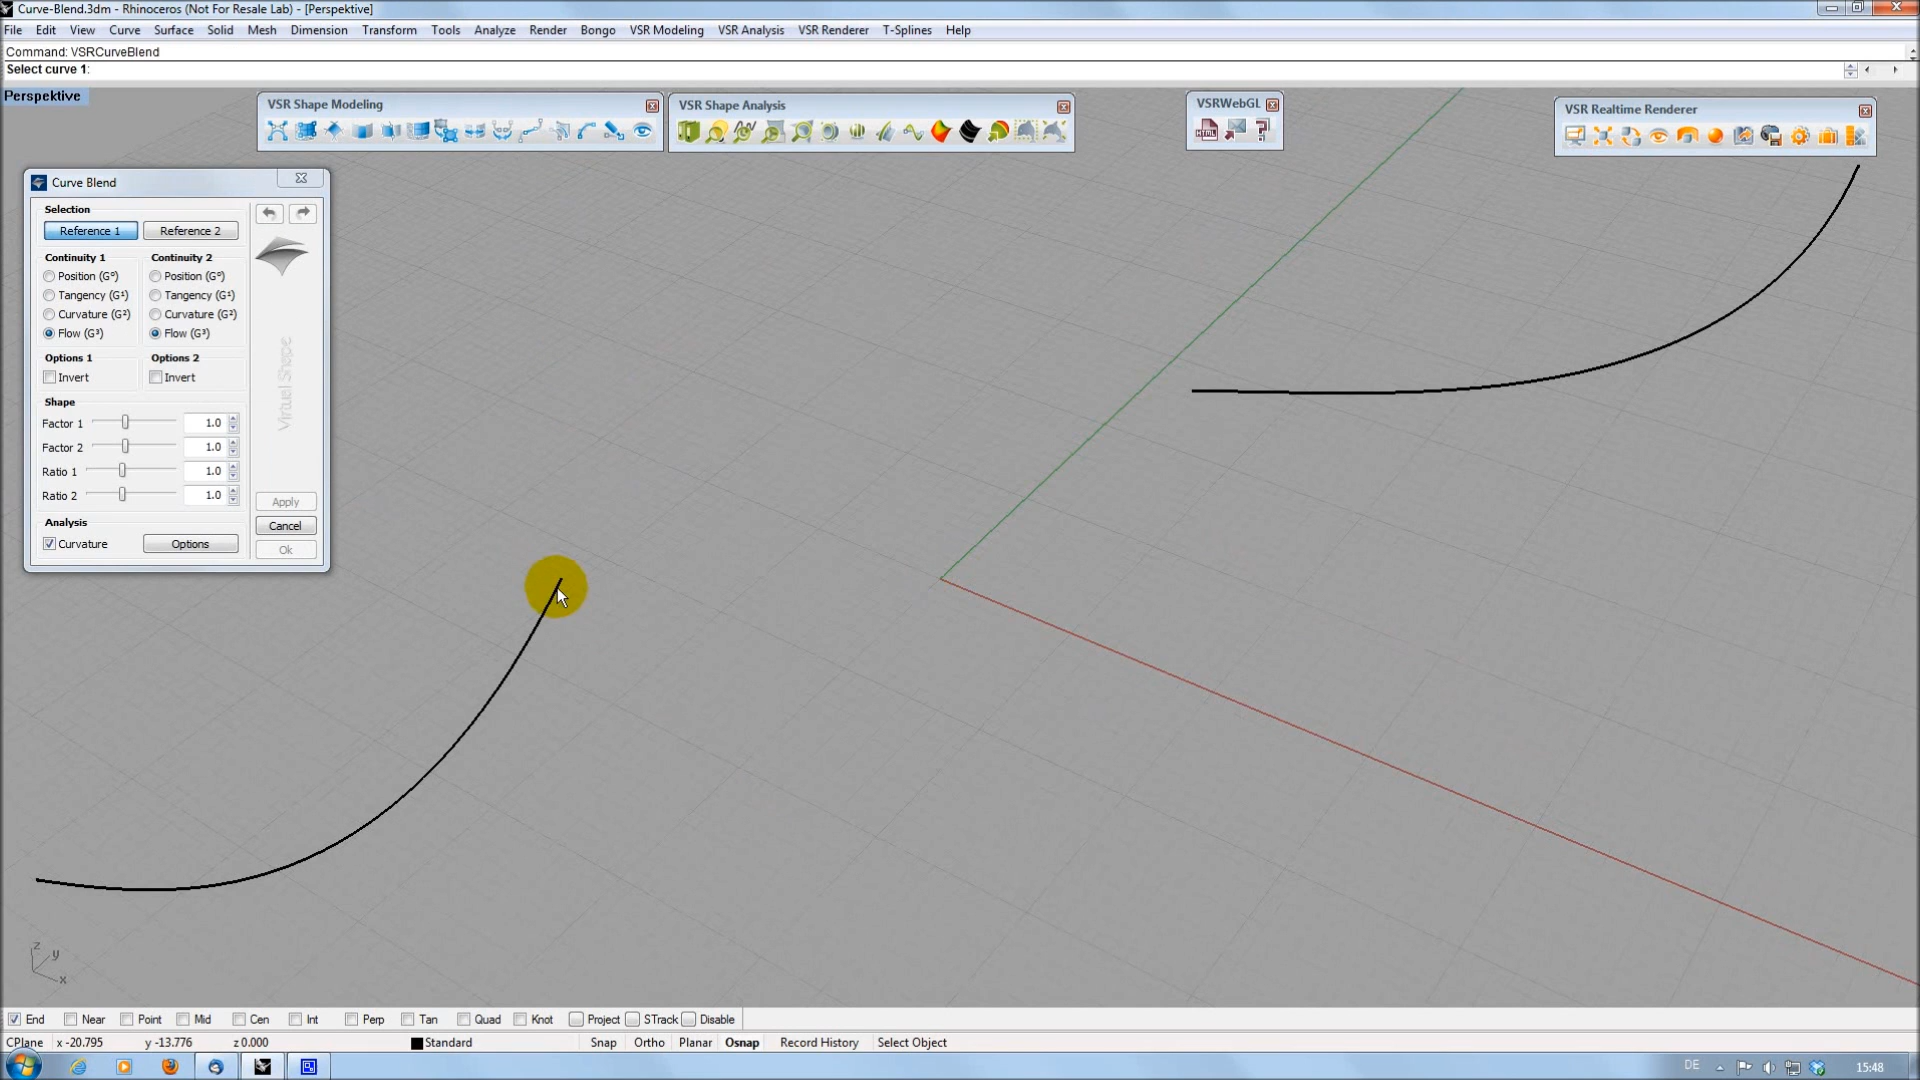 Curve-Blend.3dm - Rhinoceros (Not For Resale Lab) - [Perspektive]
File Edit View Curve Surface Solid Mesh Dimension Transform Tools Analyze Render Bongo VSR Modeling VSR Analysis VSR Renderer T-Splines Help
Command: VSRCurveBlend
Select curve 1:
Perspektive
VSR Shape Modeling
VSR Shape Analysis
VSRWebGL
VSR Realtime Renderer
HTML
Curve Blend
Selection
Reference 1 Reference 2
Continuity 1 Continuity 2
Position (G⁰) Position (G⁰)
Tangency (G¹) Tangency (G¹)
Curvature (G²) Curvature (G²)
Flow (G³) Flow (G³)
Options 1 Options 2
Invert Invert
Shape
Factor 1 1.0
Factor 2 1.0
Ratio 1 1.0
Ratio 2 1.0
Analysis
Curvature Options
Virtual Shape
Apply
Cancel
Ok
z
y
x
End Near Point Mid Cen Int Perp Tan Quad Knot Project STrack Disable
CPlane x -20.795 y -13.776 z 0.000 Standard Snap Ortho Planar Osnap Record History Select Object
DE 15:48